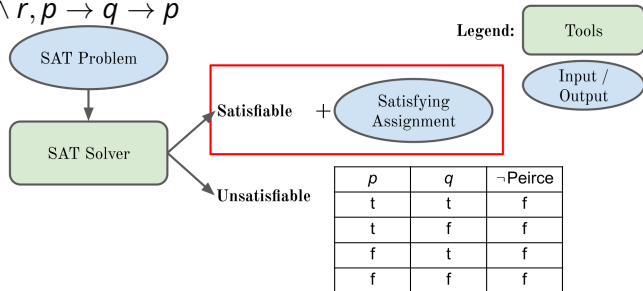 r, p → q → p
Legend:
Tools
SAT Problem
Input /
Output
Satisfiable + Satisfying
Assignment
SAT Solver
Unsatisfiable
p q ¬Peirce
t t f
t f f
f t f
f f f